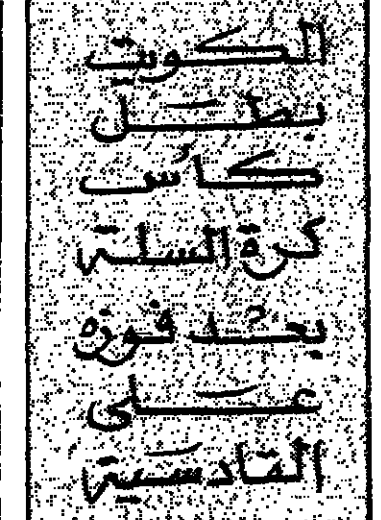 الكويت
بطل
كأس
كرة السلة
بعد فوزه
على
القادسية